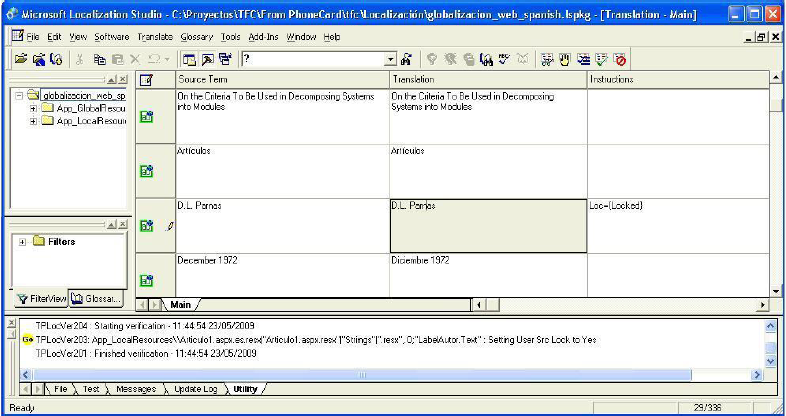 Microsoft Localization Studio - C:\Proyectos\TFC\From PhoneCard\tfc\Localización\globalizacion_web_spanish.lspkg - [Translation - Main]
File Edit View Software Translate Glossary Tools Add-Ins Window Help
?
globalizacion_web_sp
App_GlobalResou
App_LocalResour
Filters
FilterView Glossar...
Source Term Translation Instructions
On the Criteria To Be Used in Decomposing Systems On the Criteria To Be Used in Decomposing
into Modules Systems into Modules
Artículos Artículos
D.L. Parnas D.L. Parnas Loc={Locked}
December 1972 Diciembre 1972
Main
TPLocVer204 : Starting verification - 11:44:54 23/05/2009
Go TPLocVer203: App_LocalResources\\Articulo1.aspx.es.resx|"Articulo1.aspx.resx|"Strings"|".resx", 0;"LabelAutor.Text" : Setting User Src Lock to Yes
TPLocVer201 : Finished verification - 11:44:54 23/05/2009
File Test Messages Update Log Utility
Ready 29/336